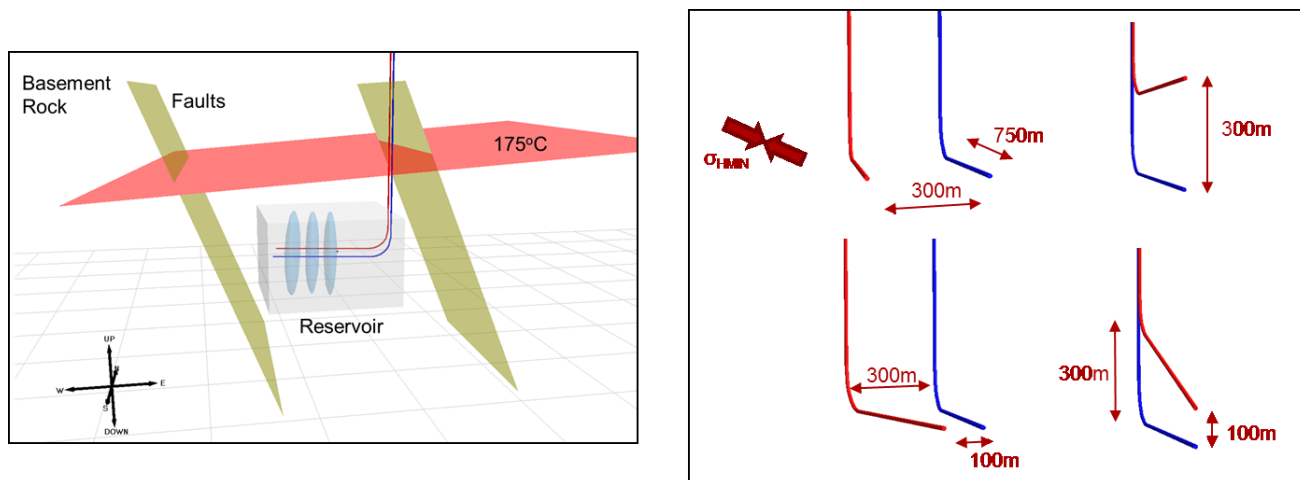 Basement
Rock
Faults
175°C
Reservoir
UP
N
W
E
S
DOWN
σHMIN
750m
300m
300m
300m
100m
300m
100m